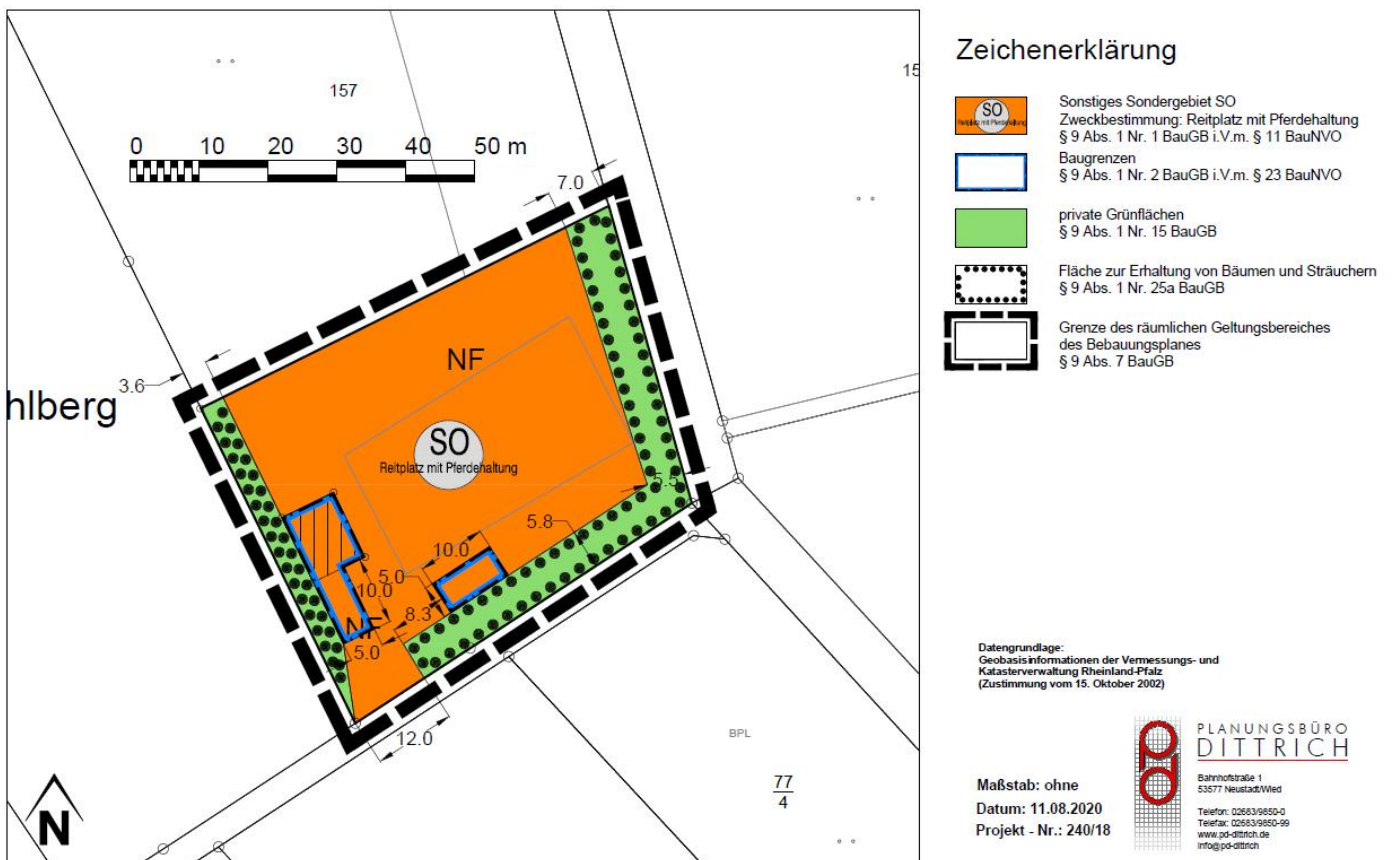 157
15
0 10 20 30 40 50 m
7.0
3.6
hlberg
NF
SO
Reitplatz mit Pferdehaltung
5.5
5.8
10.0
5.0
10.0
8.3
NF
5.0
12.0
BPL
77
4
N
Zeichenerklärung
SO
Reitplatz mit Pferdehaltung
Sonstiges Sondergebiet SO
Zweckbestimmung: Reitplatz mit Pferdehaltung
§ 9 Abs. 1 Nr. 1 BauGB i.V.m. § 11 BauNVO
Baugrenzen
§ 9 Abs. 1 Nr. 2 BauGB i.V.m. § 23 BauNVO
private Grünflächen
§ 9 Abs. 1 Nr. 15 BauGB
Fläche zur Erhaltung von Bäumen und Sträuchern
§ 9 Abs. 1 Nr. 25a BauGB
Grenze des räumlichen Geltungsbereiches
des Bebauungsplanes
§ 9 Abs. 7 BauGB
Datengrundlage:
Geobasisinformationen der Vermessungs- und
Katasterverwaltung Rheinland-Pfalz
(Zustimmung vom 15. Oktober 2002)
Maßstab: ohne
Datum: 11.08.2020
Projekt - Nr.: 240/18
pd
PLANUNGSBÜRO
DITTRICH
Bahnhofstraße 1
53577 Neustadt/Wied
Telefon: 02683/9850-0
Telefax: 02683/9850-99
www.pd-dittrich.de
info@pd-dittrich